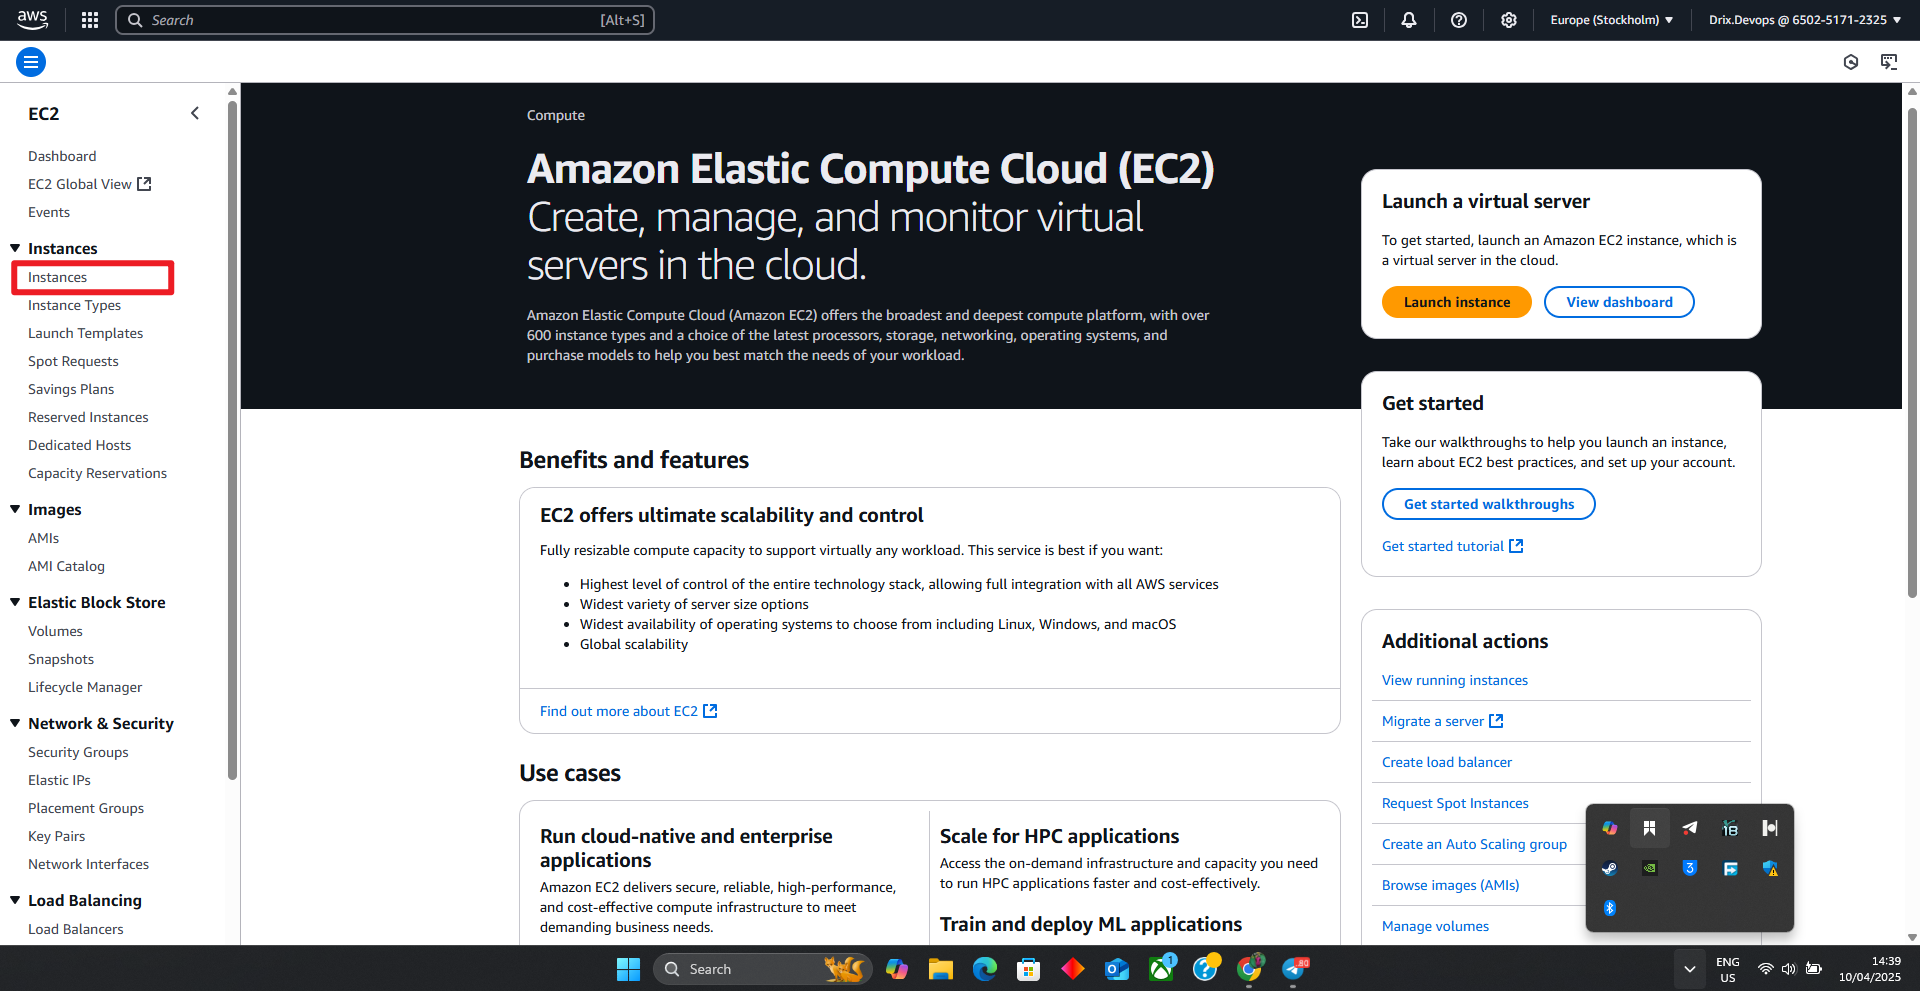 aws
Search
[Alt+S]
Europe (Stockholm)
Drix.Devops @ 6502-5171-2325
EC2
Dashboard
EC2 Global View
Events
Instances
Instances
Instance Types
Launch Templates
Spot Requests
Savings Plans
Reserved Instances
Dedicated Hosts
Capacity Reservations
Images
AMIs
AMI Catalog
Elastic Block Store
Volumes
Snapshots
Lifecycle Manager
Network & Security
Security Groups
Elastic IPs
Placement Groups
Key Pairs
Network Interfaces
Load Balancing
Load Balancers
Compute
Amazon Elastic Compute Cloud (EC2)
Create, manage, and monitor virtual
servers in the cloud.
Amazon Elastic Compute Cloud (Amazon EC2) offers the broadest and deepest compute platform, with over
600 instance types and a choice of the latest processors, storage, networking, operating systems, and
purchase models to help you best match the needs of your workload.
Launch a virtual server
To get started, launch an Amazon EC2 instance, which is
a virtual server in the cloud.
Launch instance
View dashboard
Get started
Take our walkthroughs to help you launch an instance,
learn about EC2 best practices, and set up your account.
Get started walkthroughs
Get started tutorial
Benefits and features
EC2 offers ultimate scalability and control
Fully resizable compute capacity to support virtually any workload. This service is best if you want:
• Highest level of control of the entire technology stack, allowing full integration with all AWS services
• Widest variety of server size options
• Widest availability of operating systems to choose from including Linux, Windows, and macOS
• Global scalability
Find out more about EC2
Use cases
Run cloud-native and enterprise
applications
Amazon EC2 delivers secure, reliable, high-performance,
and cost-effective compute infrastructure to meet
demanding business needs.
Scale for HPC applications
Access the on-demand infrastructure and capacity you need
to run HPC applications faster and cost-effectively.
Train and deploy ML applications
Additional actions
View running instances
Migrate a server
Create load balancer
Request Spot Instances
Create an Auto Scaling group
Browse images (AMIs)
Manage volumes
18
3
Search
1
80
ENG
US
14:39
10/04/2025